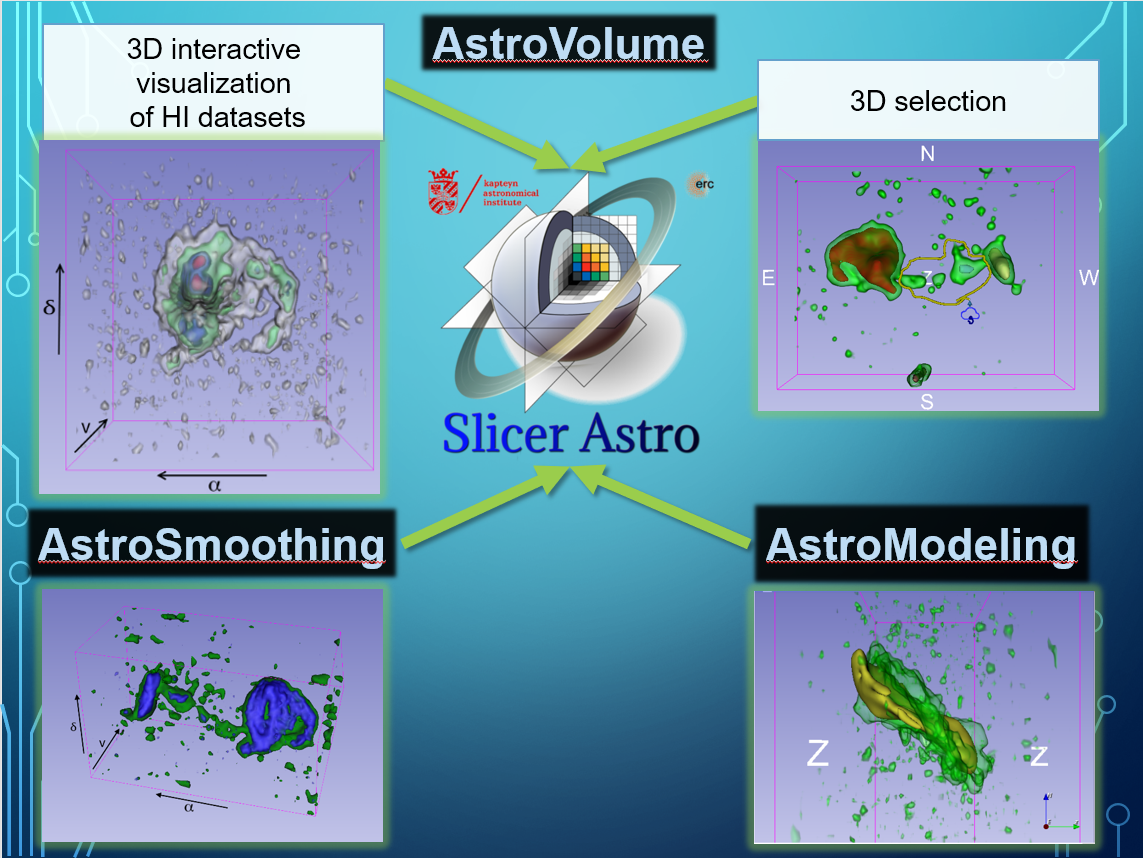 AstroVolume
3D interactive
visualization
of HI datasets
3D selection
kapteyn
astronomical
institute
erc
δ
v
α
N
E
z
W
S
Slicer Astro
AstroSmoothing
AstroModeling
δ
v
α
Z
z